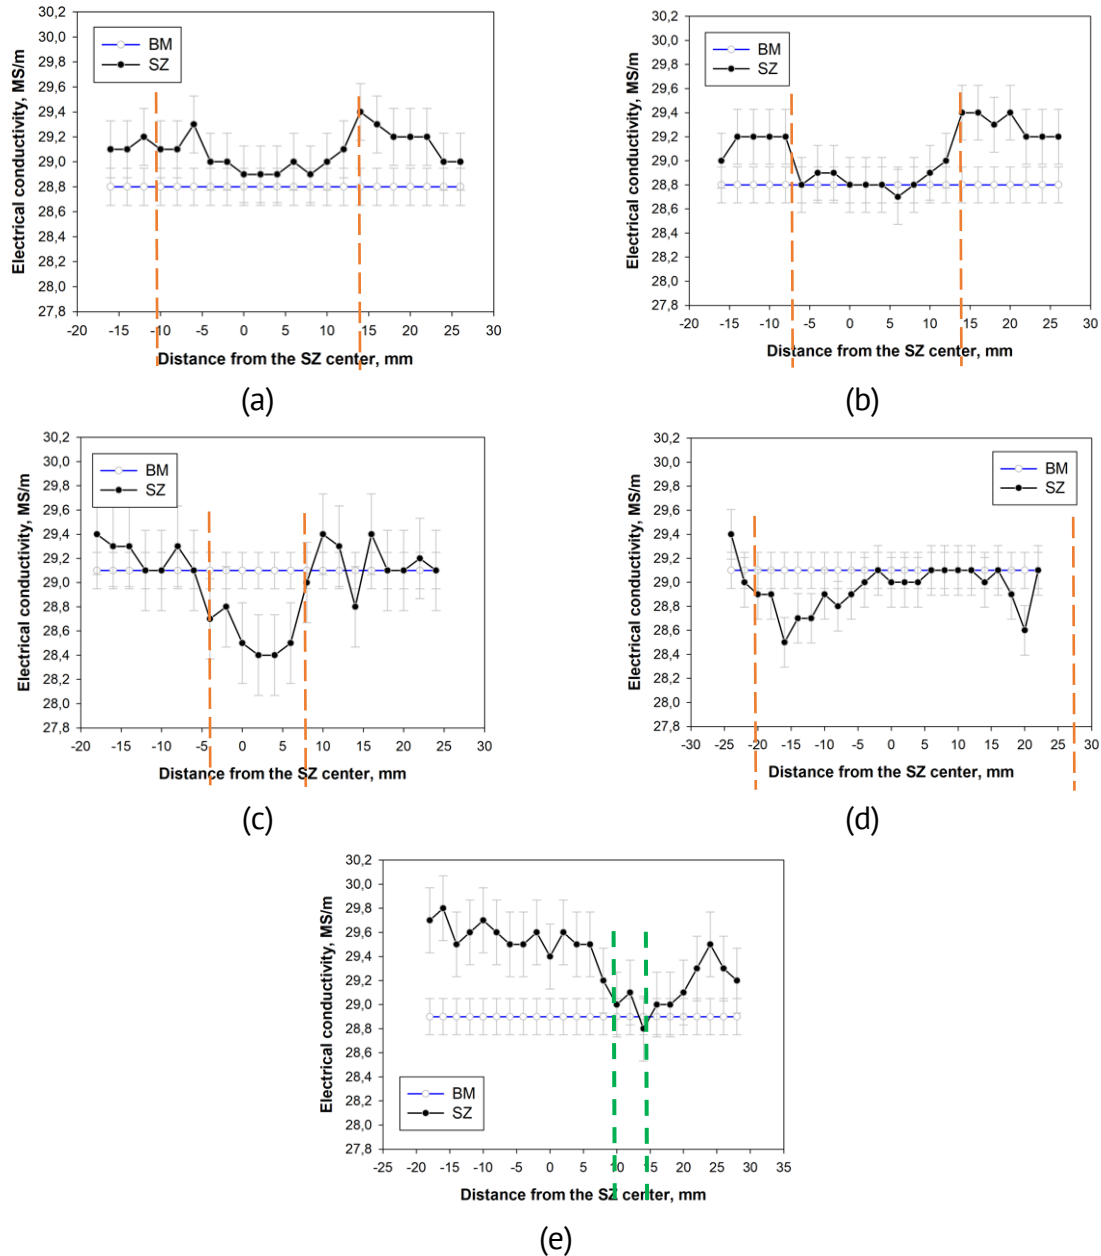 30,2
30,0
29,8
29,6
29,4
29,2
29,0
28,8
28,6
28,4
28,2
28,0
27,8
Electrical conductivity, MS/m
BM
SZ
-20 -15 -10 -5 0 5 10 15 20 25 30
Distance from the SZ center, mm
(a)
30,2
30,0
29,8
29,6
29,4
29,2
29,0
28,8
28,6
28,4
28,2
28,0
27,8
Electrical conductivity, MS/m
BM
SZ
-20 -15 -10 -5 0 5 10 15 20 25 30
Distance from the SZ center, mm
(b)
30,2
30,0
29,8
29,6
29,4
29,2
29,0
28,8
28,6
28,4
28,2
28,0
27,8
Electrical conductivity, MS/m
BM
SZ
-20 -15 -10 -5 0 5 10 15 20 25 30
Distance from the SZ center, mm
(c)
30,2
30,0
29,8
29,6
29,4
29,2
29,0
28,8
28,6
28,4
28,2
28,0
27,8
Electrical conductivity, MS/m
BM
SZ
-30 -25 -20 -15 -10 -5 0 5 10 15 20 25 30
Distance from the SZ center, mm
(d)
30,2
30,0
29,8
29,6
29,4
29,2
29,0
28,8
28,6
28,4
28,2
28,0
27,8
Electrical conductivity, MS/m
BM
SZ
-25 -20 -15 -10 -5 0 5 10 15 20 25 30 35
Distance from the SZ center, mm
(e)